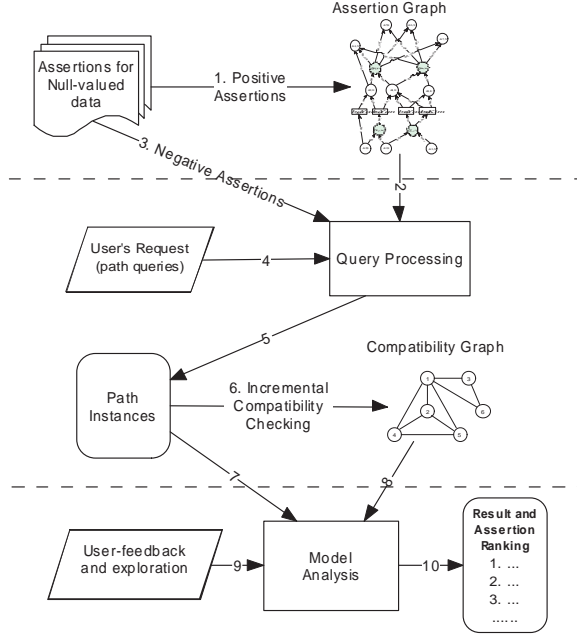 Assertion Graph
Assertions for
Null-valued
data
1. Positive
Assertions
3. Negative Assertions
2
User's Request
(path queries)
4
Query Processing
5
Compatibility Graph
Path
Instances
6. Incremental
Compatibility
Checking
1
3
2
6
4
5
7
8
User-feedback
and exploration
9
Model
Analysis
10
Result and
Assertion
Ranking
1. ...
2. ...
3. ...
......